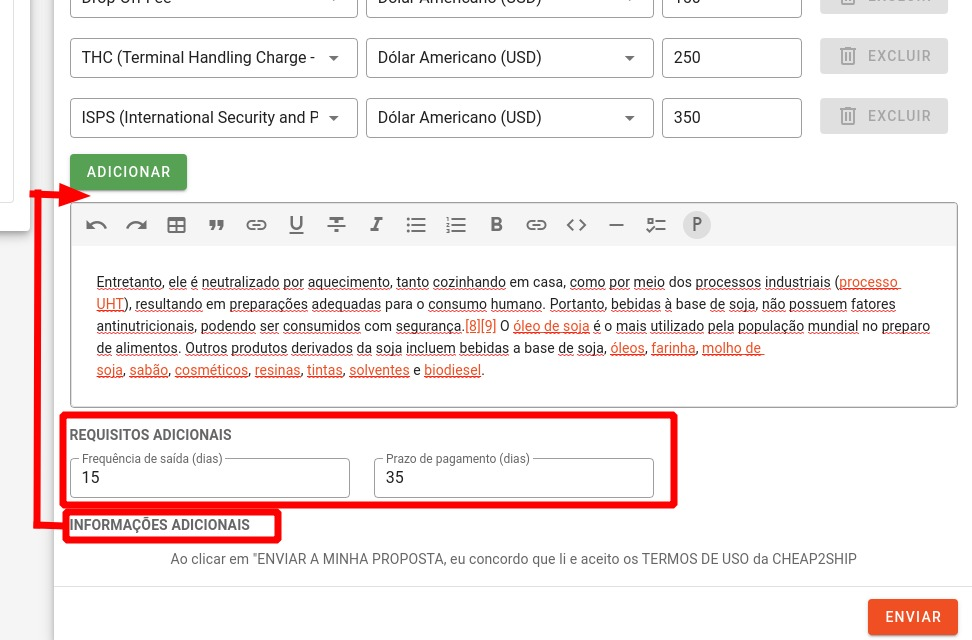 Drop Off Fee
Dólar Americano (USD)
EXCLUIR
THC (Terminal Handling Charge -
Dólar Americano (USD)
250
EXCLUIR
ISPS (International Security and P
Dólar Americano (USD)
350
EXCLUIR
ADICIONAR
U
I
B
P
Entretanto, ele é neutralizado por aquecimento, tanto cozinhando em casa, como por meio dos processos industriais (processo
UHT), resultando em preparações adequadas para o consumo humano. Portanto, bebidas à base de soja, não possuem fatores
antinutricionais, podendo ser consumidos com segurança.[8][9] O óleo de soja é o mais utilizado pela população mundial no preparo
de alimentos. Outros produtos derivados da soja incluem bebidas a base de soja, óleos, farinha, molho de
soja, sabão, cosméticos, resinas, tintas, solventes e biodiesel.
REQUISITOS ADICIONAIS
Frequência de saída (dias)
15
Prazo de pagamento (dias)
35
INFORMAÇÕES ADICIONAIS
Ao clicar em "ENVIAR A MINHA PROPOSTA, eu concordo que li e aceito os TERMOS DE USO da CHEAP2SHIP
ENVIAR